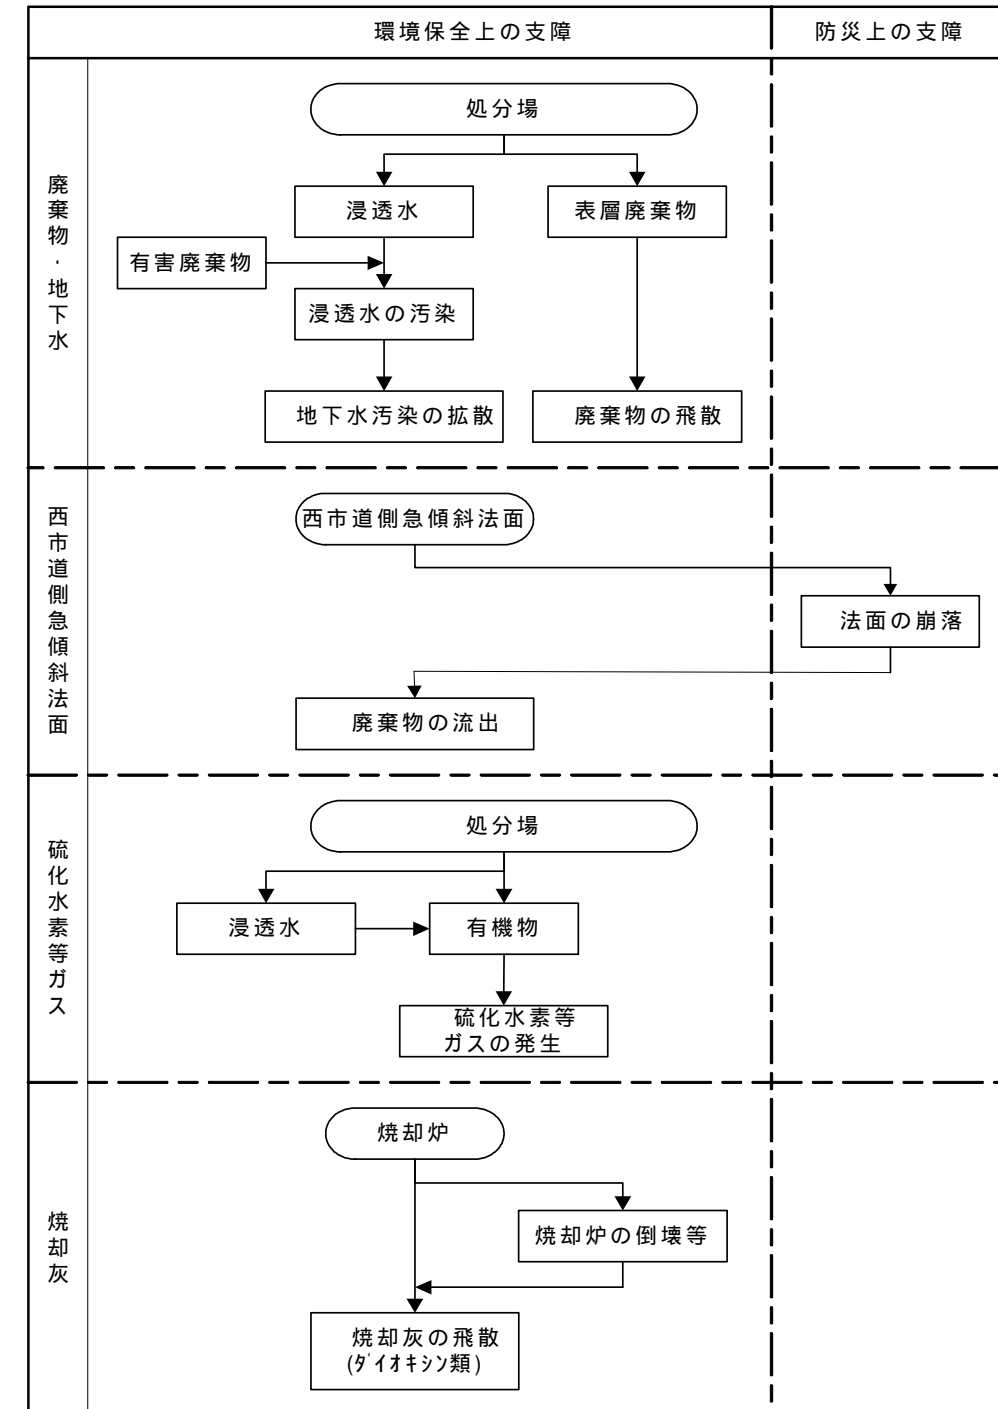 環境保全上の支障
防災上の支障
廃棄物・地下水
処分場
浸透水
表層廃棄物
有害廃棄物
浸透水の汚染
地下水汚染の拡散
廃棄物の飛散
西市道側急傾斜法面
西市道側急傾斜法面
法面の崩落
廃棄物の流出
硫化水素等ガス
処分場
浸透水
有機物
硫化水素等
ガスの発生
焼却灰
焼却炉
焼却炉の倒壊等
焼却灰の飛散
(ﾀﾞｲｵｷｼﾝ類)